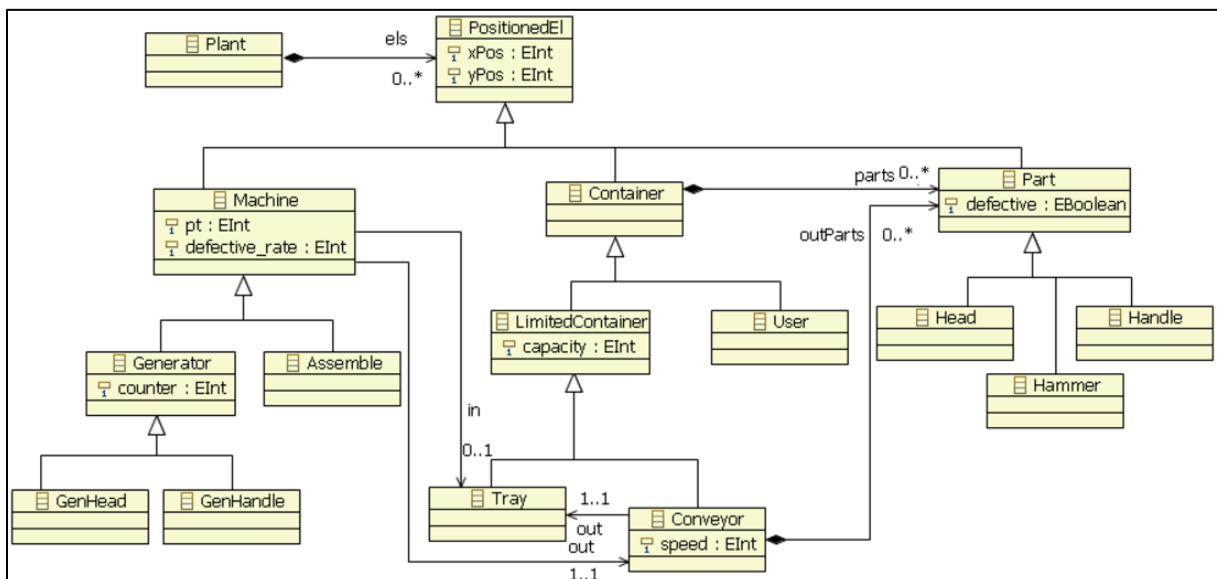 Plant
els
0..*
PositionedEl
xPos : EInt
yPos : EInt
Machine
pt : EInt
defective_rate : EInt
Container
parts 0..*
Part
defective : EBoolean
outParts 0..*
Generator
counter : EInt
Assemble
LimitedContainer
capacity : EInt
User
Head
Handle
Hammer
in
0..1
GenHead
GenHandle
Tray
1..1
out
Conveyor
speed : EInt
out
1..1